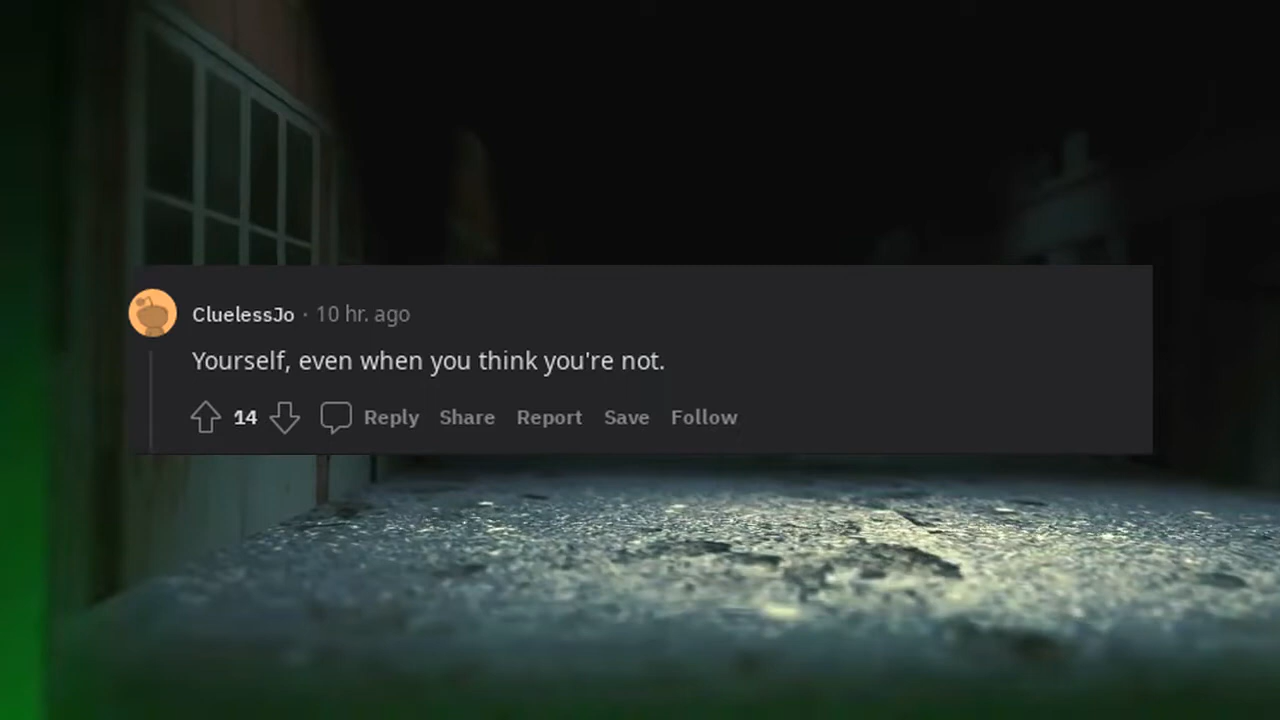 CluelessJo · 10 hr. ago
Yourself, even when you think you're not.
14 Reply Share Report Save Follow